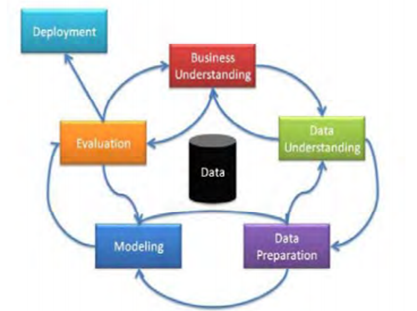 Deployment
Business
Understanding
Evaluation
Data
Understanding
Data
Modeling
Data
Preparation